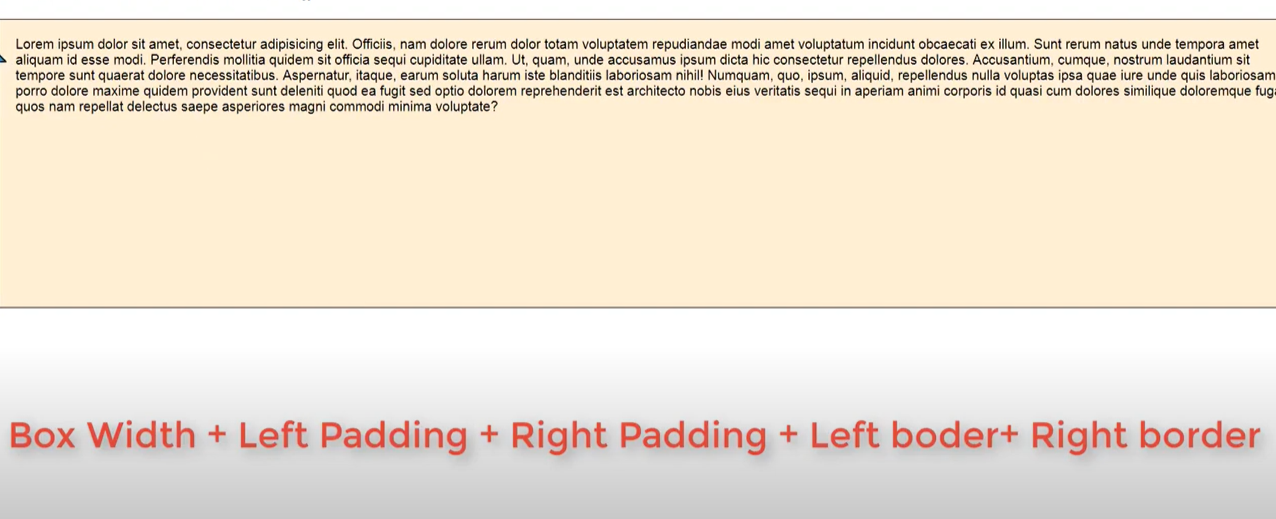 Lorem ipsum dolor sit amet, consectetur adipisicing elit. Officiis, nam dolore rerum dolor totam voluptatem repudiandae modi amet voluptatum incidunt obcaecati ex illum. Sunt rerum natus unde tempora amet
aliquam id esse modi. Perferendis mollitia quidem sit officia sequi cupiditate ullam. Ut, quam, unde accusamus ipsum dicta hic consectetur repellendus dolores. Accusantium, cumque, nostrum laudantium sit
tempore sunt quaerat dolore necessitatibus. Aspernatur, itaque, earum soluta harum iste blanditiis laboriosam nihil! Numquam, quo, ipsum, aliquid, repellendus nulla voluptas ipsa quae iure unde quis laboriosam
porro dolore maxime quidem provident sunt deleniti quod ea fugit sed optio dolorem reprehenderit est architecto nobis eius veritatis sequi in aperiam animi corporis id quasi cum dolores similique doloremque
quos nam repellat delectus saepe asperiores magni commodi minima voluptate?
Box Width + Left Padding + Right Padding + Left boder+ Right border